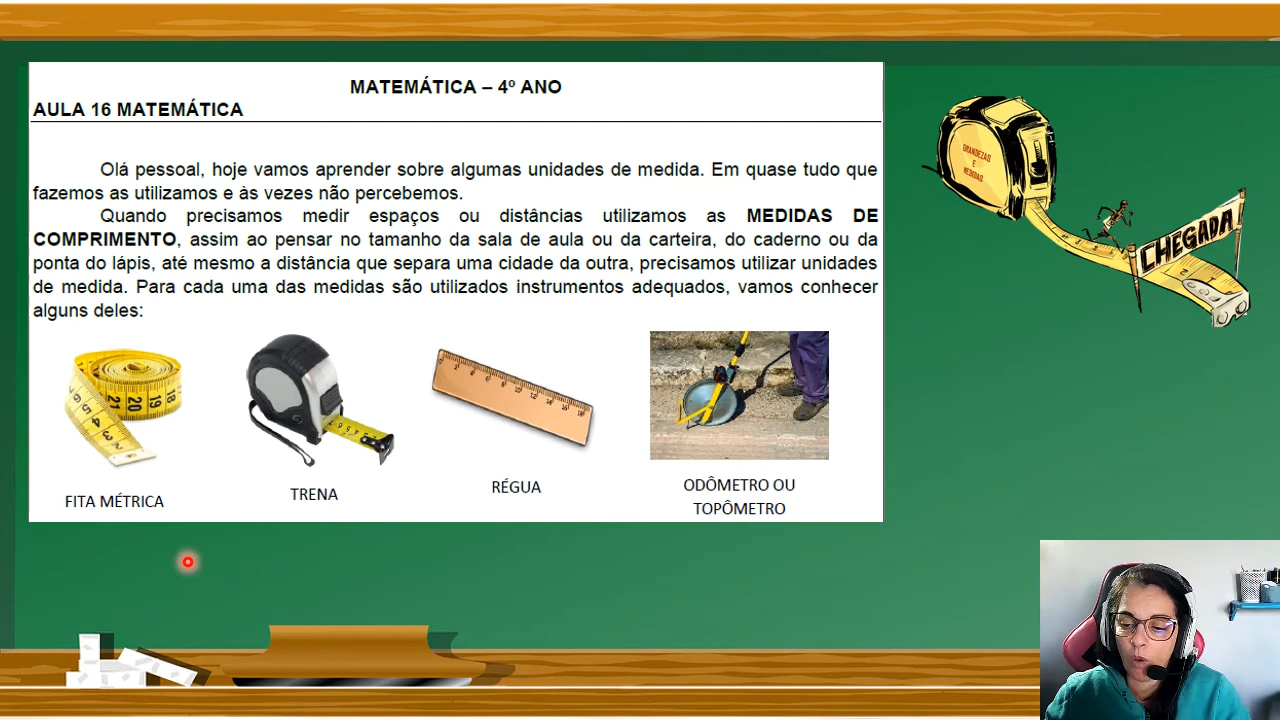 MATEMÁTICA – 4º ANO
AULA 16 MATEMÁTICA
Olá pessoal, hoje vamos aprender sobre algumas unidades de medida. Em quase tudo que
fazemos as utilizamos e às vezes não percebemos.
Quando precisamos medir espaços ou distâncias utilizamos as MEDIDAS DE
COMPRIMENTO, assim ao pensar no tamanho da sala de aula ou da carteira, do caderno ou da
ponta do lápis, até mesmo a distância que separa uma cidade da outra, precisamos utilizar unidades
de medida. Para cada uma das medidas são utilizados instrumentos adequados, vamos conhecer
alguns deles:
FITA MÉTRICA
TRENA
RÉGUA
ODÔMETRO OU
TOPÔMETRO
GRANDEZAS
E
MEDIDAS
CHEGADA